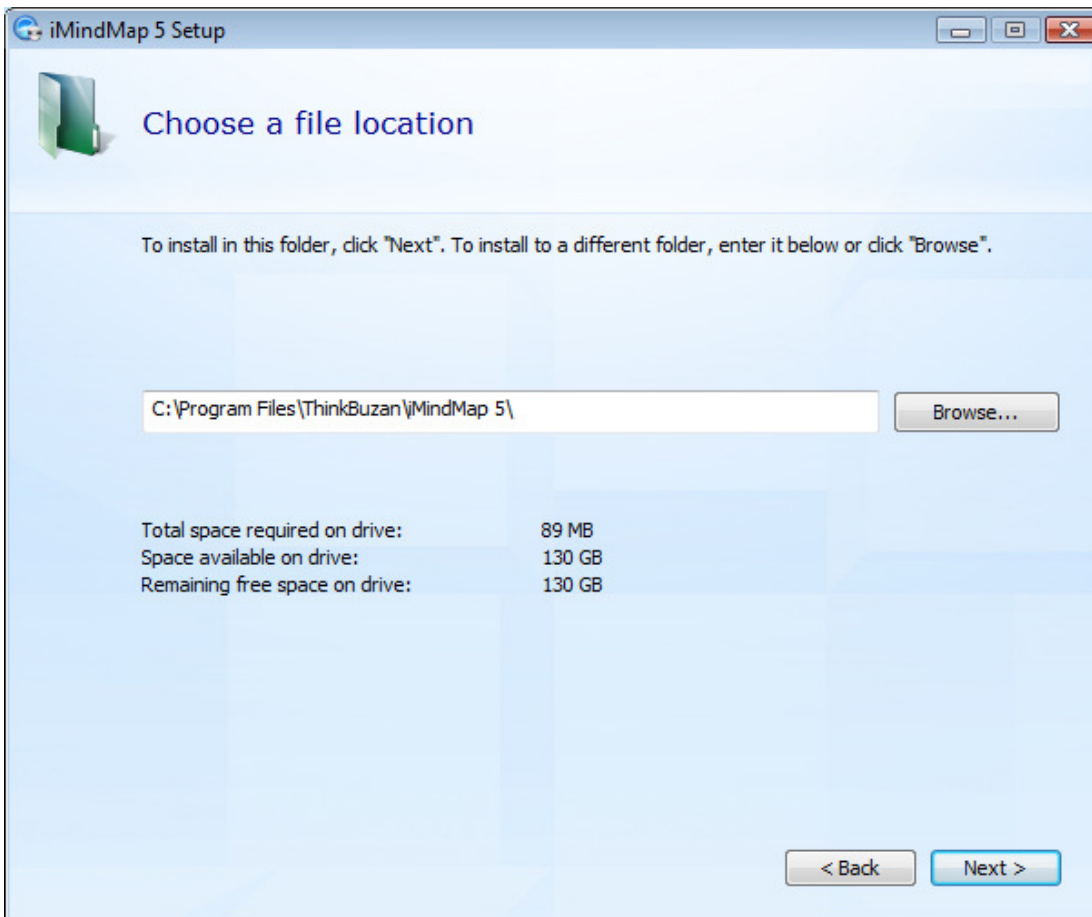 iMindMap 5 Setup
Choose a file location
To install in this folder, click "Next". To install to a different folder, enter it below or click "Browse".
C:\Program Files\ThinkBuzan\iMindMap 5\
Browse...
Total space required on drive: 89 MB
Space available on drive: 130 GB
Remaining free space on drive: 130 GB
< Back
Next >